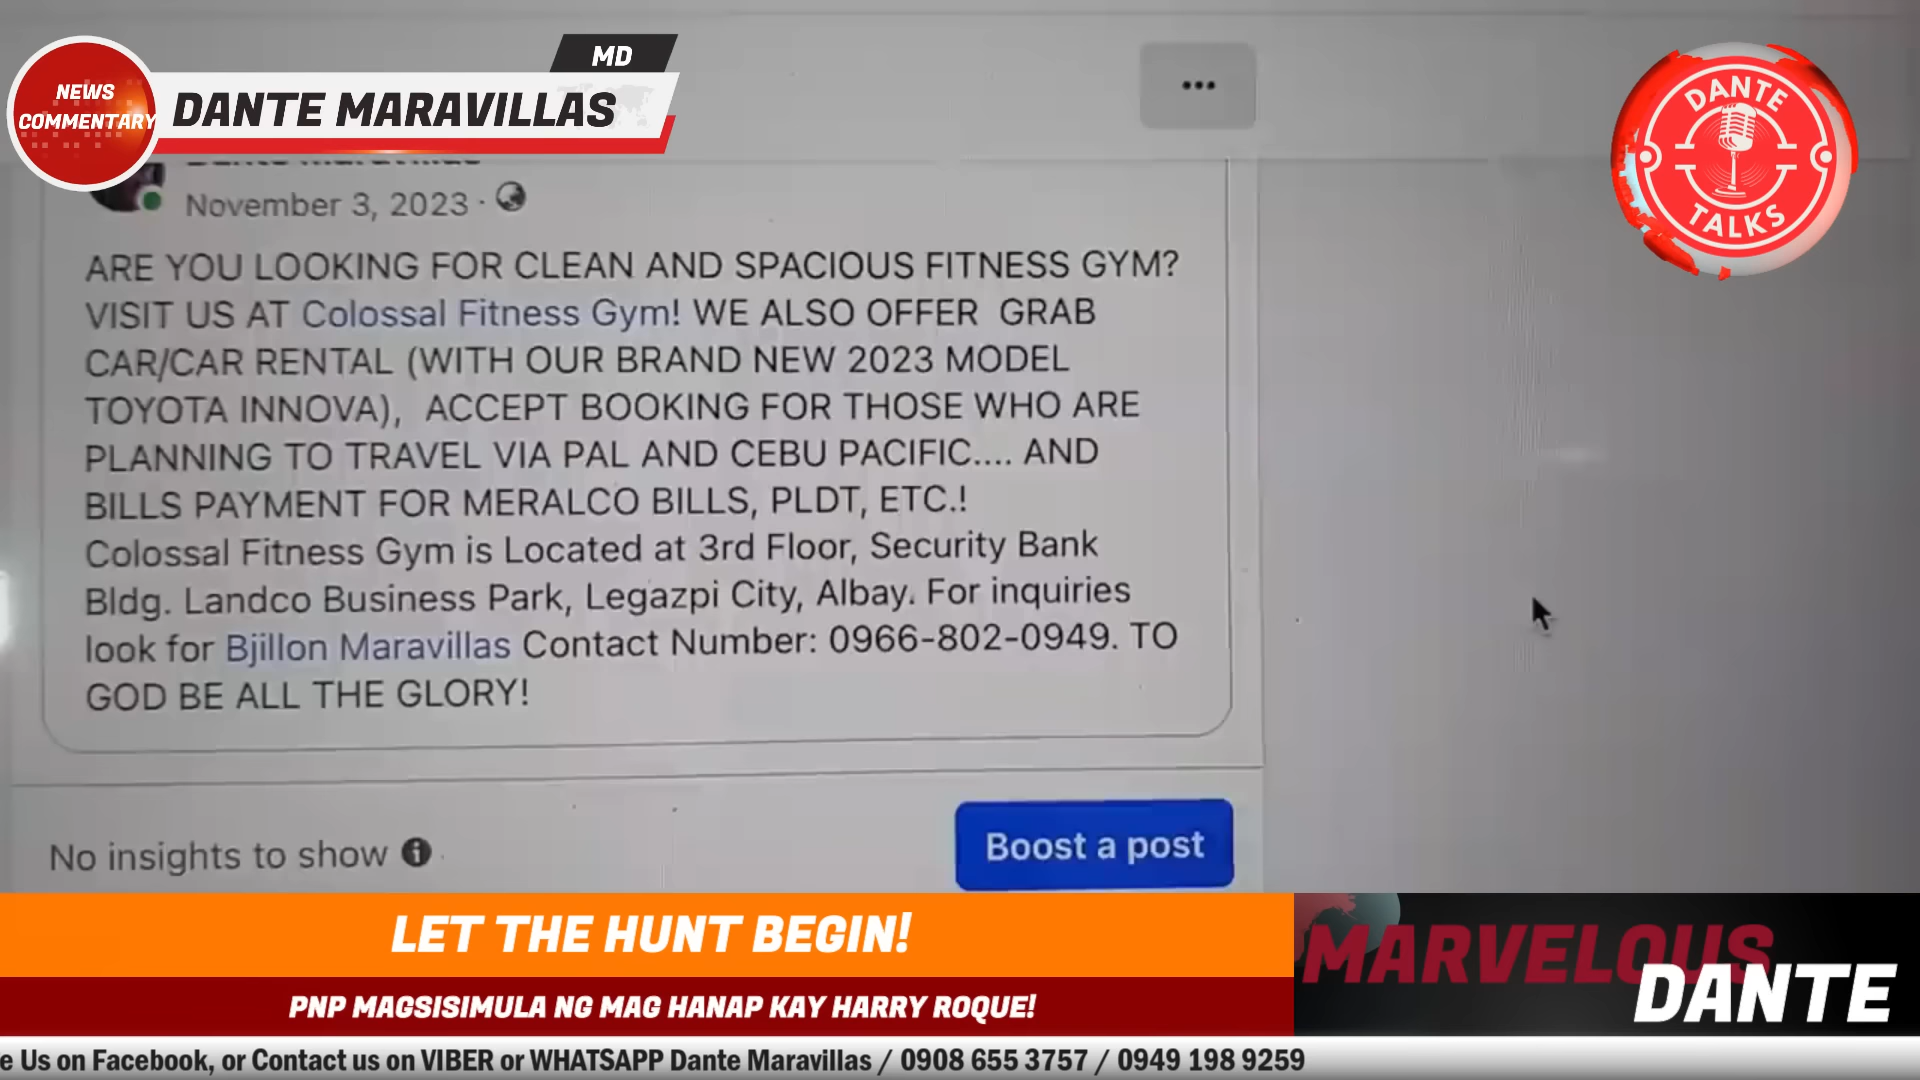 MD
NEWS
COMMENTARY
DANTE MARAVILLAS
DANTE
TALKS
November 3, 2023 ·
ARE YOU LOOKING FOR CLEAN AND SPACIOUS FITNESS GYM?
VISIT US AT Colossal Fitness Gym! WE ALSO OFFER GRAB
CAR/CAR RENTAL (WITH OUR BRAND NEW 2023 MODEL
TOYOTA INNOVA), ACCEPT BOOKING FOR THOSE WHO ARE
PLANNING TO TRAVEL VIA PAL AND CEBU PACIFIC.... AND
BILLS PAYMENT FOR MERALCO BILLS, PLDT, ETC.!
Colossal Fitness Gym is Located at 3rd Floor, Security Bank
Bldg. Landco Business Park, Legazpi City, Albay. For inquiries
look for Bjillon Maravillas Contact Number: 0966-802-0949. TO
GOD BE ALL THE GLORY!
No insights to show
Boost a post
LET THE HUNT BEGIN!
PNP MAGSISIMULA NG MAG HANAP KAY HARRY ROQUE!
MARVELOUS
DANTE
e Us on Facebook, or Contact us on VIBER or WHATSAPP Dante Maravillas / 0908 655 3757 / 0949 198 9259